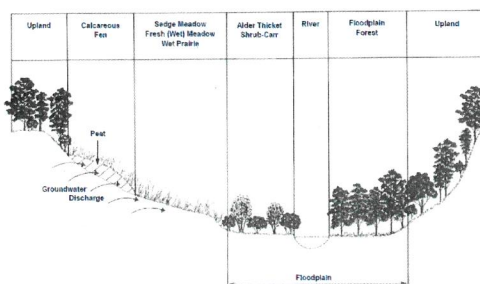 Upland
Calcareous
Fen
Sedge Meadow
Fresh (Wet) Meadow
Wet Prairie
Alder Thicket
Shrub-Carr
River
Floodplain
Forest
Upland
Peat
Groundwater
Discharge
Floodplain